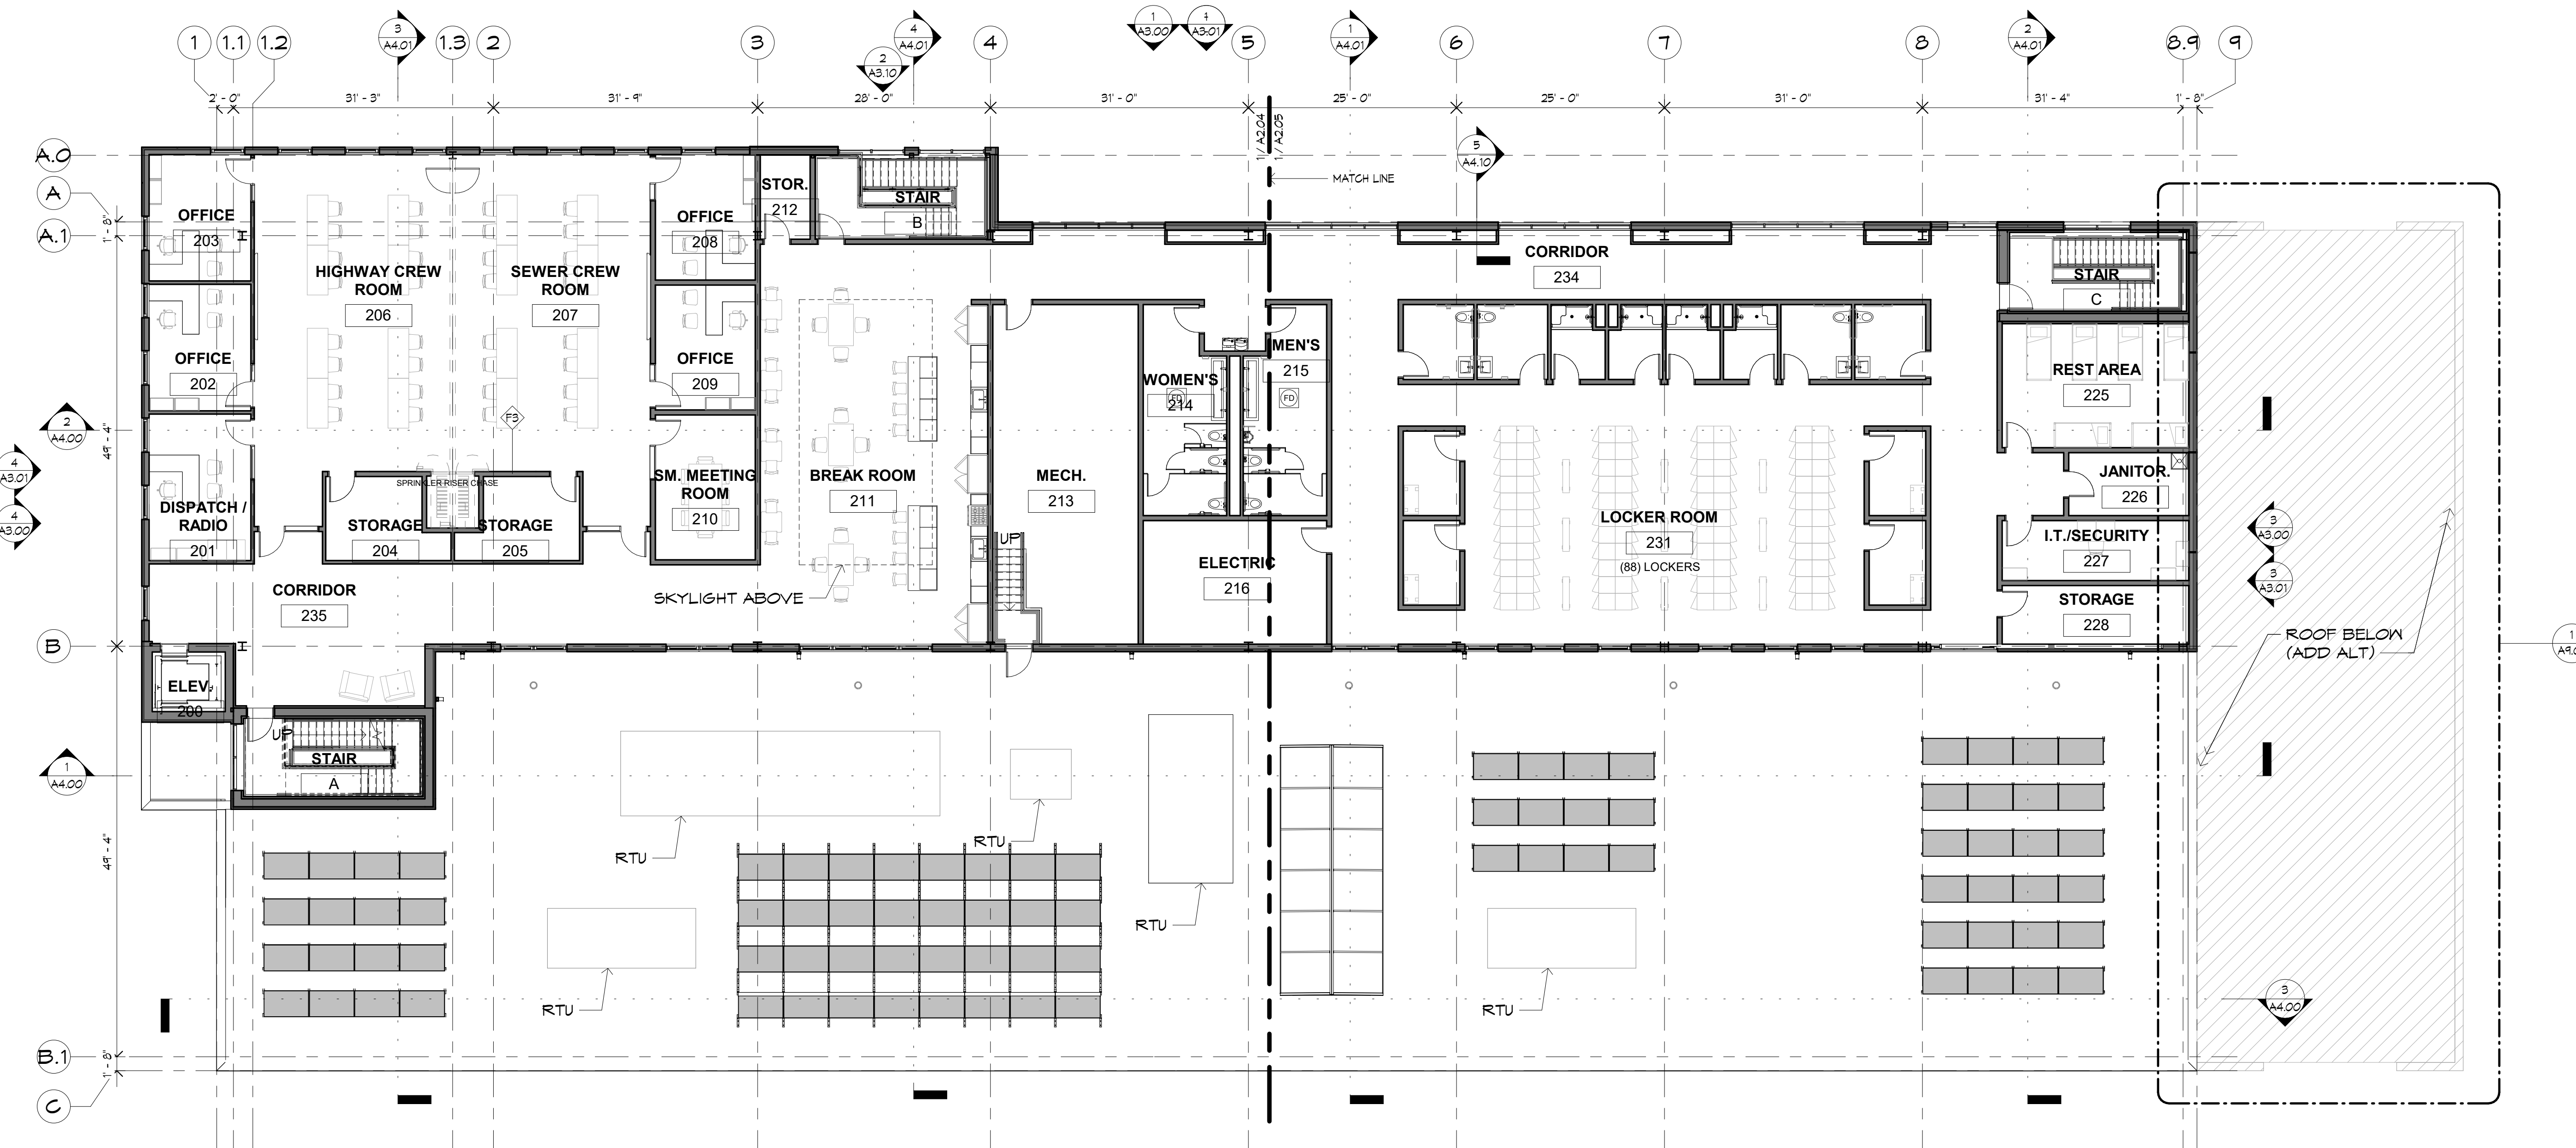 1
1.1
1.2
3
A4.01
1.3
2
3
2
A3.10
4
A4.01
4
1
A3.00
1
A3.01
5
1
A4.01
6
7
8
2
A4.01
8.9
9
2' - 0"
31' - 3"
31' - 9"
28' - 0"
31' - 0"
25' - 0"
25' - 0"
31' - 0"
31' - 4"
1' - 8"
1 / A2.04
1 / A2.05
MATCH LINE
5
A4.10
A.0
A
A.1
1' - 8"
OFFICE
203
HIGHWAY CREW
ROOM
206
SEWER CREW
ROOM
207
OFFICE
208
STOR.
212
STAIR
B
CORRIDOR
234
STAIR
C
OFFICE
202
OFFICE
209
F3
WOMEN'S
214
FD
MEN'S
215
FD
REST AREA
225
2
A4.00
49' - 4"
4
A3.01
4
A3.00
SPRINKLER RISER CHASE
DISPATCH /
RADIO
201
STORAGE
204
STORAGE
205
SM. MEETING
ROOM
210
BREAK ROOM
211
MECH.
213
UP
ELECTRIC
216
LOCKER ROOM
231
(88) LOCKERS
JANITOR.
226
I.T./SECURITY
227
STORAGE
228
3
A3.00
3
A3.01
CORRIDOR
235
SKYLIGHT ABOVE
ROOF BELOW
(ADD ALT)
1
B
ELEV.
200
UP
STAIR
A
1
A4.00
49' - 4"
RTU
RTU
RTU
RTU
RTU
3
A4.00
B.1
1' - 8"
C